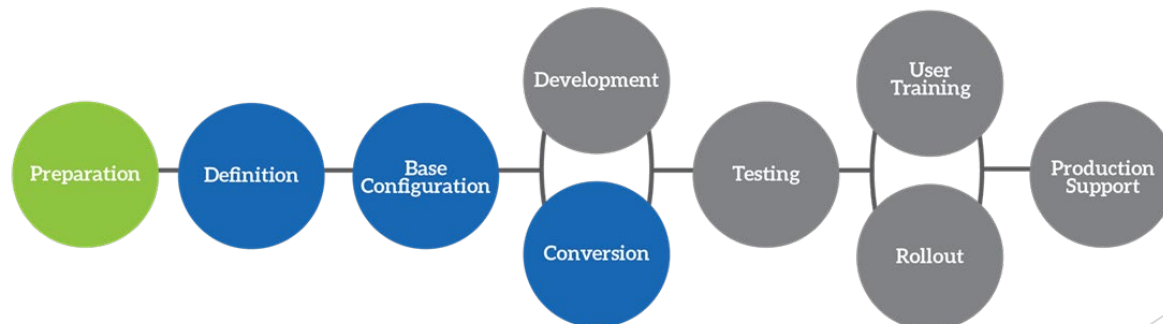 Preparation
Definition
Base
Configuration
Development
Conversion
Testing
User
Training
Rollout
Production
Support